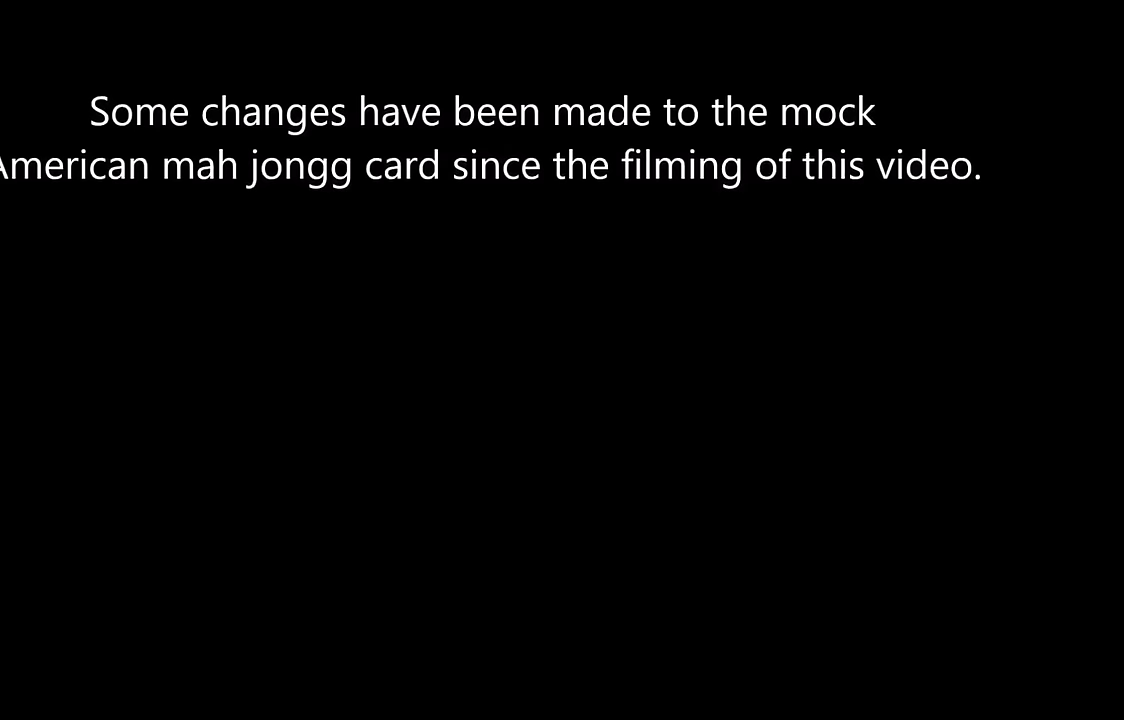 Some changes have been made to the mock
American mah jongg card since the filming of this video.